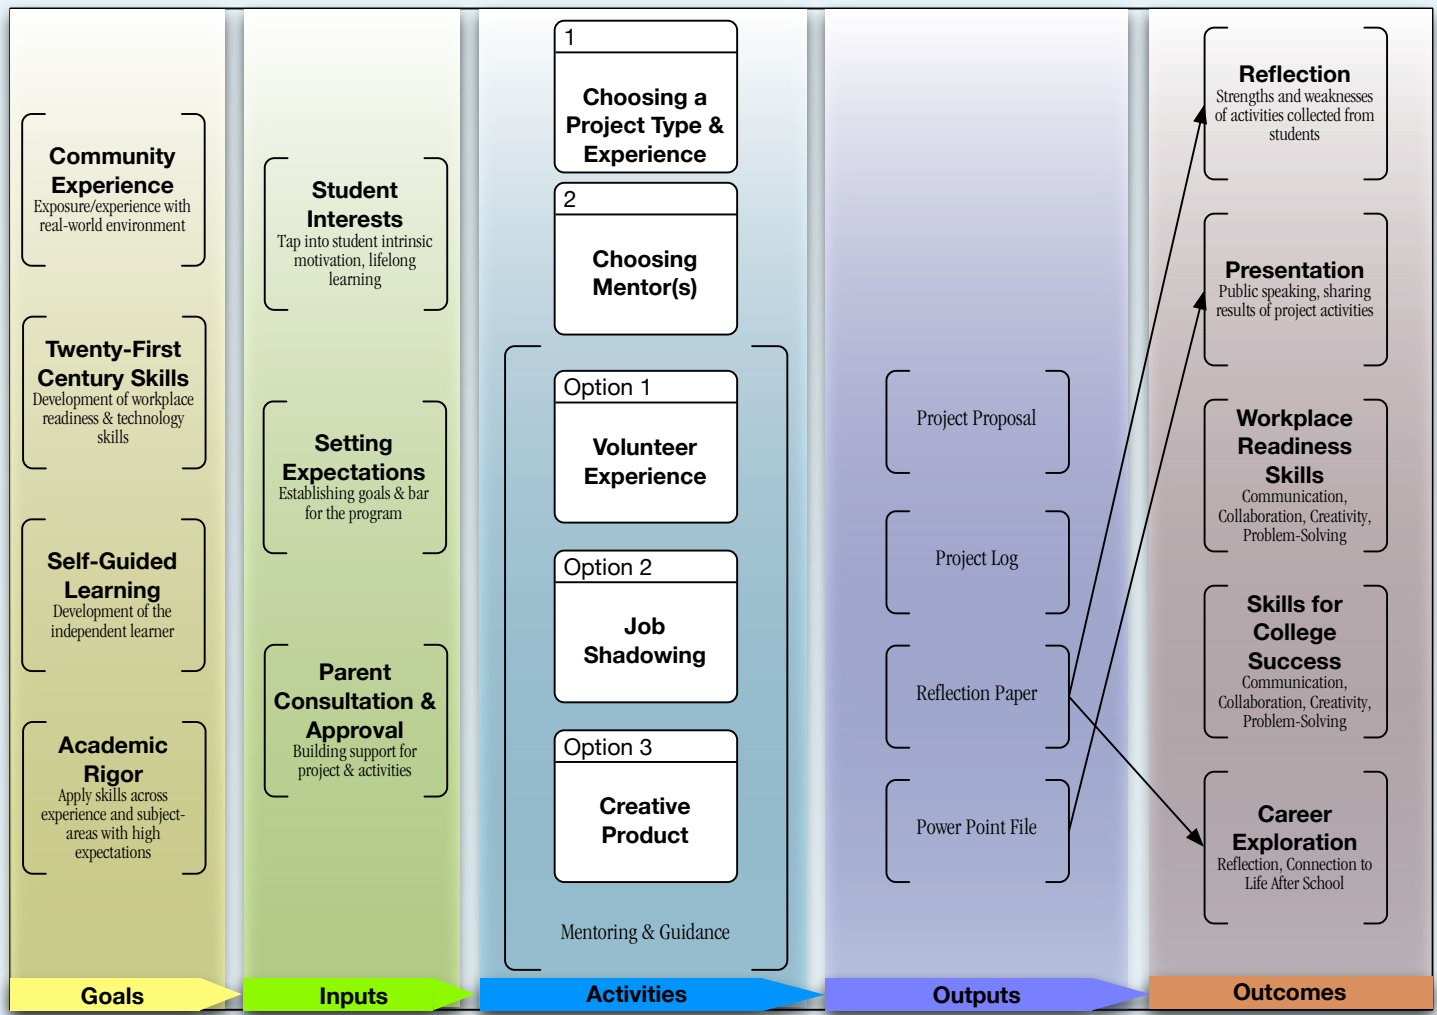 Community
Experience
Exposure/experience with
real-world environment
Twenty-First
Century Skills
Development of workplace
readiness & technology
skills
Self-Guided
Learning
Development of the
independent learner
Academic
Rigor
Apply skills across
experience and subject-
areas with high
expectations
Goals
Student
Interests
Tap into student intrinsic
motivation, lifelong
learning
Setting
Expectations
Establishing goals & bar
for the program
Parent
Consultation &
Approval
Building support for
project & activities
Inputs
1
Choosing a
Project Type &
Experience
2
Choosing
Mentor(s)
Option 1
Volunteer
Experience
Option 2
Job
Shadowing
Option 3
Creative
Product
Mentoring & Guidance
Activities
Project Proposal
Project Log
Reflection Paper
Power Point File
Outputs
Reflection
Strengths and weaknesses
of activities collected from
students
Presentation
Public speaking, sharing
results of project activities
Workplace
Readiness
Skills
Communication,
Collaboration, Creativity,
Problem-Solving
Skills for
College
Success
Communication,
Collaboration, Creativity,
Problem-Solving
Career
Exploration
Reflection, Connection to
Life After School
Outcomes